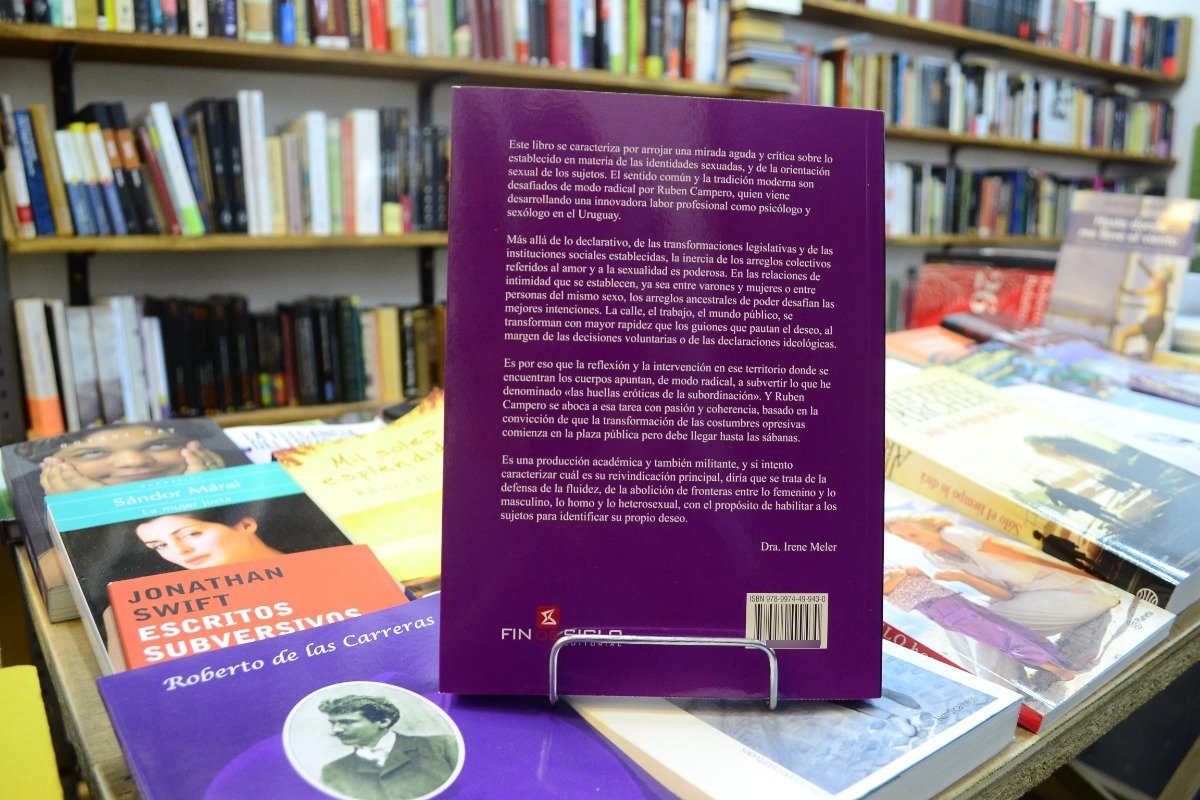 Este libro se caracteriza por arrojar una mirada aguda y crítica sobre lo
establecido en materia de las identidades sexuadas, y de la orientación
sexual de los sujetos. El sentido común y la tradición moderna son
desafiados de modo radical por Ruben Campero, quien viene
desarrollando una innovadora labor profesional como psicólogo y
sexólogo en el Uruguay.
Más allá de lo declarativo, de las transformaciones legislativas y de las
instituciones sociales establecidas, la inercia de los arreglos colectivos
referidos al amor y a la sexualidad es poderosa. En las relaciones de
intimidad que se establecen, ya sea entre varones y mujeres o entre
personas del mismo sexo, los arreglos ancestrales de poder desafían las
mejores intenciones. La calle, el trabajo, el mundo público, se
transforman con mayor rapidez que los guiones que pautan el deseo, al
margen de las decisiones voluntarias o de las declaraciones ideológicas.
Es por eso que la reflexión y la intervención en ese territorio donde se
encuentran los cuerpos apuntan, de modo radical, a subvertir lo que he
denominado «las huellas eróticas de la subordinación». Y Ruben
Campero se aboca a esa tarea con pasión y coherencia, basado en la
convicción de que la transformación de las costumbres opresivas
comienza en la plaza pública pero debe llegar hasta las sábanas.
Es una producción académica y también militante, y si intento
caracterizar cuál es su reivindicación principal, diría que se trata de la
defensa de la fluidez, de la abolición de fronteras entre lo femenino y lo
masculino, lo homo y lo heterosexual, con el propósito de habilitar a los
sujetos para identificar su propio deseo.
Dra. Irene Meler
ISBN 978-9974-49-943-0
FIN DE SIGLO
EDITORIAL
Sándor Márai
La mujer justa
Mil soles
JONATHAN
SWIFT
ESCRITOS
SUBVERSIVOS
Roberto de las Carreras
Sólo el tiempo lo dirá
26